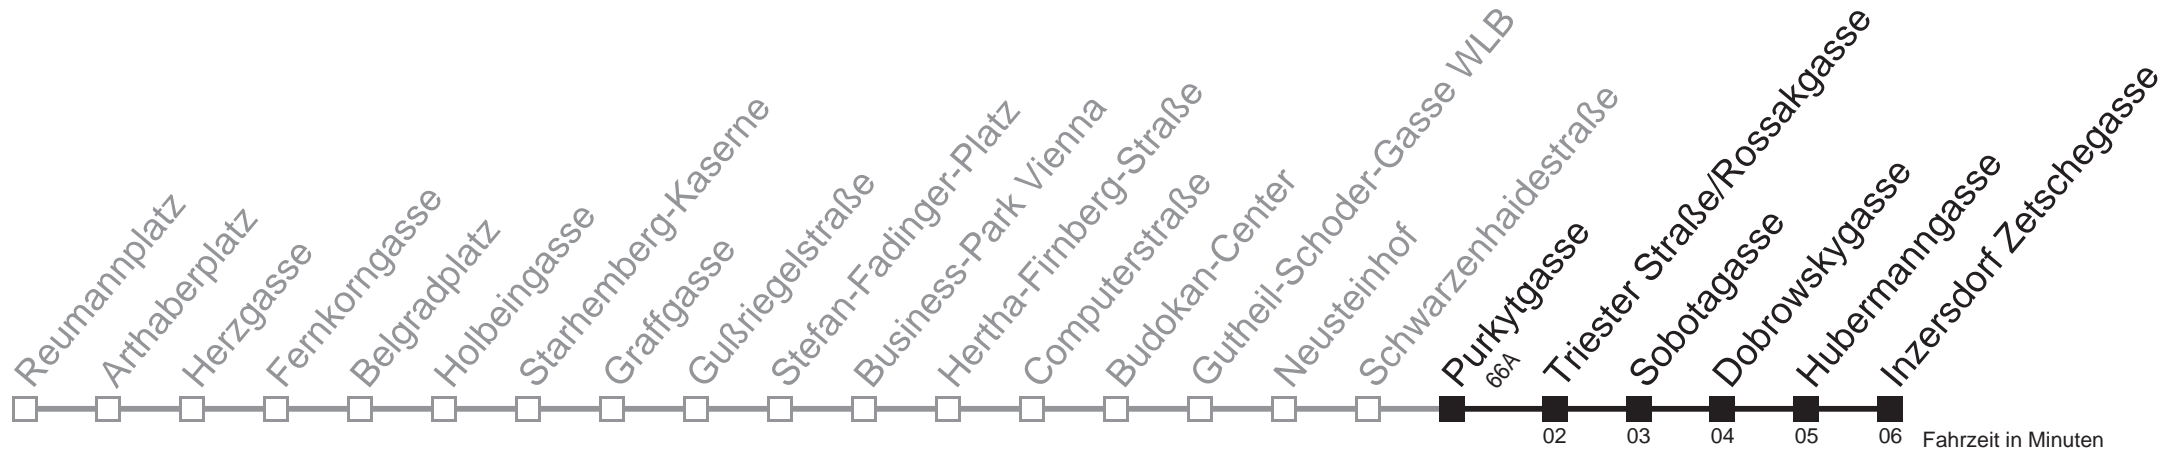 Reumannplatz
Arthaberplatz
Herzgasse
Fernkorngasse
Belgradplatz
Holbeingasse
Starhemberg-Kaserne
Graffgasse
Gußriegelstraße
Stefan-Fadinger-Platz
Business-Park Vienna
Hertha-Firnberg-Straße
Computerstraße
Budokan-Center
Gutheil-Schoder-Gasse WLB
Neusteinhof
Schwarzenhaidestraße
Purkytgasse
66A
Triester Straße/Rossakgasse
Sobotagasse
Dobrowskygasse
Hubermanngasse
Inzersdorf Zetschegasse
02 03 04 05 06 Fahrzeit in Minuten